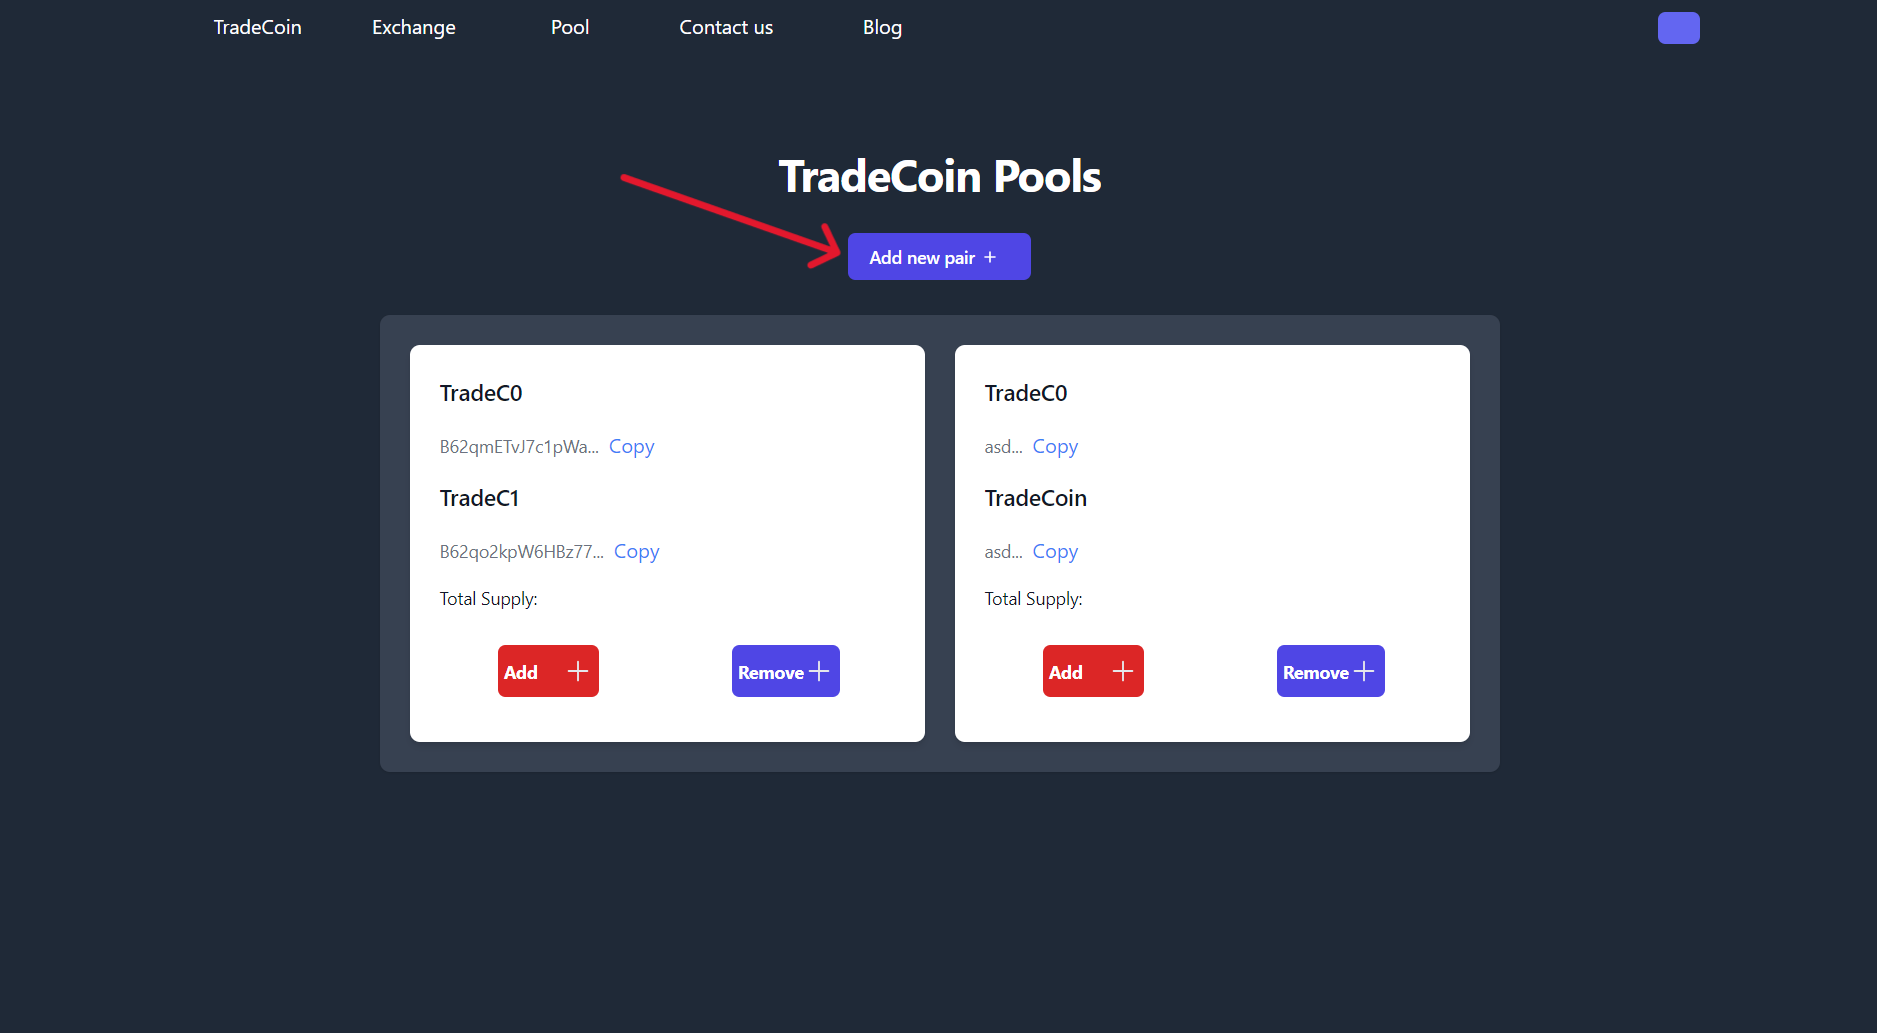 TradeCoin Exchange Pool Contact us Blog
TradeCoin Pools
Add new pair +
TradeC0
B62qmETvJ7c1pWa... Copy
TradeC1
B62qo2kpW6HBz77... Copy
Total Supply:
Add + Remove +
TradeC0
asd... Copy
TradeCoin
asd... Copy
Total Supply:
Add + Remove +